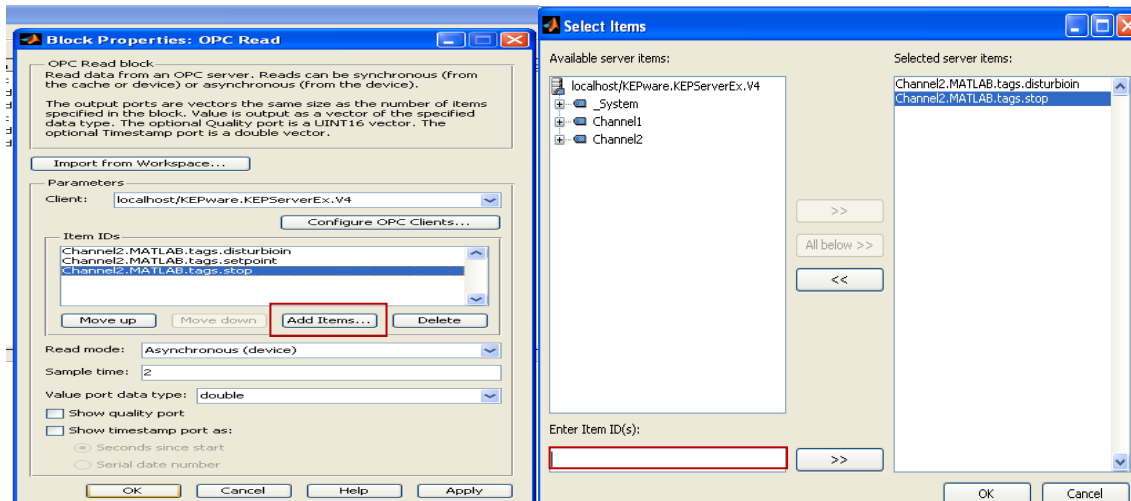 Block Properties: OPC Read
OPC Read block
Read data from an OPC server. Reads can be synchronous (from
the cache or device) or asynchronous (from the device).
The output ports are vectors the same size as the number of items
specified in the block. Value is output as a vector of the specified
data type. The optional Quality port is a UINT16 vector. The
optional Timestamp port is a double vector.
Import from Workspace...
Parameters
Client: localhost/KEPware.KEPServerEx.V4
Configure OPC Clients...
Item IDs
Channel2.MATLAB.tags.disturbioin
Channel2.MATLAB.tags.setpoint
Channel2.MATLAB.tags.stop
Move up Move down Add Items... Delete
Read mode: Asynchronous (device)
Sample time: 2
Value port data type: double
Show quality port
Show timestamp port as:
Seconds since start
Serial date number
OK Cancel Help Apply
Select Items
Available server items:
localhost/KEPware.KEPServerEx.V4
_System
Channel1
Channel2
>>
All below >>
<<
Selected server items:
Channel2.MATLAB.tags.disturbioin
Channel2.MATLAB.tags.stop
Enter Item ID(s):
>>
OK Cancel